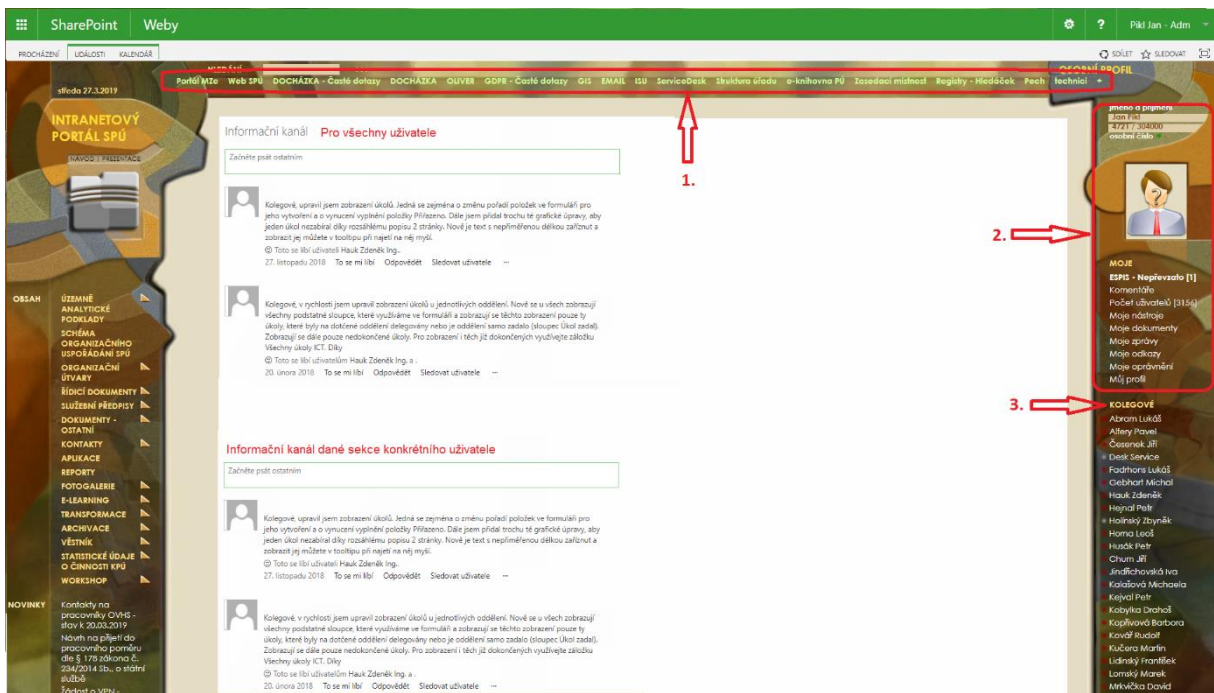 SharePoint Weby ? Pikl Jan - Adm
PROCHÁZENÍ UDÁLOSTI KALENDÁŘ SDÍLET SLEDOVAT
HLEDÁNÍ OSOBNÍ PROFIL
Portál MZe Web SPÚ DOCHÁZKA - Časté dotazy DOCHÁZKA OLIVER GDPR - Časté dotazy GIS EMAIL ISU ServiceDesk Struktura úřadu e-knihovna PÚ Zasedací místnost Registry - Hledáček Pech technici +
středa 27.3.2019
INTRANETOVÝ
PORTÁL SPÚ
NÁVOD | PREZENTACE
OBSAH
ÚZEMNĚ
ANALYTICKÉ
PODKLADY
SCHÉMA
ORGANIZAČNÍHO
USPOŘÁDÁNÍ SPÚ
ORGANIZAČNÍ
ÚTVARY
ŘÍDICÍ DOKUMENTY
SLUŽEBNÍ PŘEDPISY
DOKUMENTY -
OSTATNÍ
KONTAKTY
APLIKACE
REPORTY
FOTOGALERIE
E-LEARNING
TRANSFORMACE
ARCHIVACE
VĚSTNÍK
STATISTICKÉ ÚDAJE
O ČINNOSTI KPÚ
WORKSHOP
NOVINKY
Kontakty na
pracovníky OVHS -
stav k 20.03.2019
Návrh na přijetí do
pracovního poměru
dle § 178 zákona č.
234/2014 Sb., o státní
službě
Žádost o VPN -
Informační kanál Pro všechny uživatele
Začněte psát ostatním
Kolegové, upravil jsem zobrazení úkolů. Jedná se zejména o změnu pořadí položek ve formuláři pro
jeho vytvoření a o vynucení vyplnění položky Přiřazeno. Dále jsem přidal trochu té grafické úpravy, aby
jeden úkol nezabíral díky rozsáhlému popisu 2 stránky. Nově je text s nepřiměřenou délkou zaříznut a
zobrazit jej můžete v tooltipu při najetí na něj myší.
Toto se líbí uživateli Hauk Zdeněk Ing..
27. listopadu 2018 To se mi líbí Odpovědět Sledovat uživatele ···
Kolegové, v rychlosti jsem upravil zobrazení úkolů u jednotlivých oddělení. Nově se u všech zobrazují
všechny podstatné sloupce, které využíváme ve formuláři a zobrazují se těchto zobrazení pouze ty
úkoly, které byly na dotčené oddělení delegovány nebo je oddělení samo zadalo (sloupec Úkol zadal).
Zobrazují se dále pouze nedokončené úkoly. Pro zobrazení i těch již dokončených využívejte záložku
Všechny úkoly ICT. Díky
Toto se líbí uživatelům Hauk Zdeněk Ing. a .
20. února 2018 To se mi líbí Odpovědět Sledovat uživatele ···
Informační kanál dané sekce konkrétního uživatele
Začněte psát ostatním
Kolegové, upravil jsem zobrazení úkolů. Jedná se zejména o změnu pořadí položek ve formuláři pro
jeho vytvoření a o vynucení vyplnění položky Přiřazeno. Dále jsem přidal trochu té grafické úpravy, aby
jeden úkol nezabíral díky rozsáhlému popisu 2 stránky. Nově je text s nepřiměřenou délkou zaříznut a
zobrazit jej můžete v tooltipu při najetí na něj myší.
Toto se líbí uživateli Hauk Zdeněk Ing..
27. listopadu 2018 To se mi líbí Odpovědět Sledovat uživatele ···
Kolegové, v rychlosti jsem upravil zobrazení úkolů u jednotlivých oddělení. Nově se u všech zobrazují
všechny podstatné sloupce, které využíváme ve formuláři a zobrazují se těchto zobrazení pouze ty
úkoly, které byly na dotčené oddělení delegovány nebo je oddělení samo zadalo (sloupec Úkol zadal).
Zobrazují se dále pouze nedokončené úkoly. Pro zobrazení i těch již dokončených využívejte záložku
Všechny úkoly ICT. Díky
Toto se líbí uživatelům Hauk Zdeněk Ing. a .
20. února 2018 To se mi líbí Odpovědět Sledovat uživatele ···
1.
2.
3.
jméno a příjmení
Jan Pikl
4721 / 304000
osobní číslo
MOJE
ESPIS - Nepřevzato [1]
Komentáře
Počet uživatelů [3156]
Moje nástroje
Moje dokumenty
Moje zprávy
Moje odkazy
Moje oprávnění
Můj profil
KOLEGOVÉ
Abram Lukáš
Alfery Pavel
Česenek Jiří
Desk Service
Fadrhons Lukáš
Gebhart Michal
Hauk Zdeněk
Hejnal Petr
Holinský Zbyněk
Horna Leoš
Husák Petr
Chum Jiří
Jindřichovská Iva
Kalašová Michaela
Kejval Petr
Kobylka Drahoš
Kopřivová Barbora
Kovář Rudolf
Kučera Martin
Lidinský František
Lomský Marek
Mrkvička David